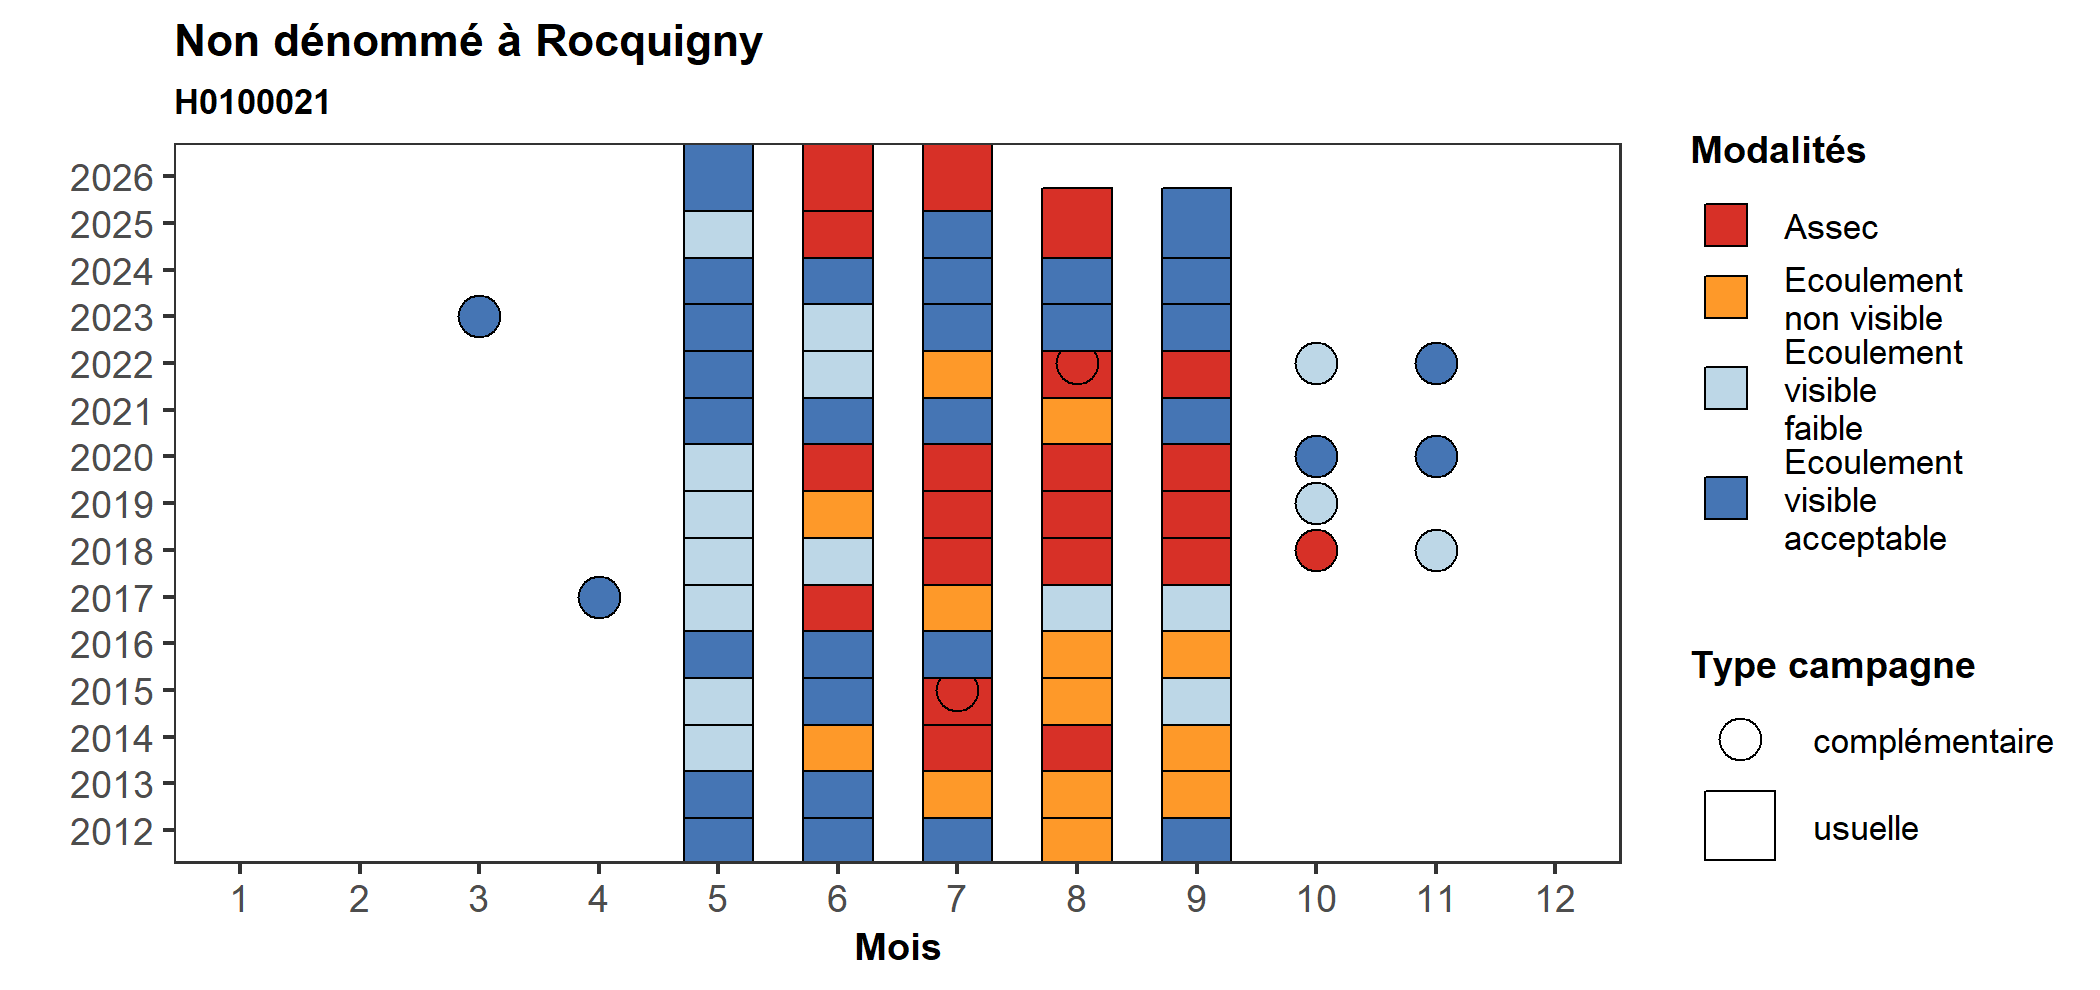 Non dénommé à Rocquigny
H0100021
2026
2025
2024
2023
2022
2021
2020
2019
2018
2017
2016
2015
2014
2013
2012
1 2 3 4 5 6 7 8 9 10 11 12
Mois
Modalités
Assec
Ecoulement
non visible
Ecoulement
visible
faible
Ecoulement
visible
acceptable
Type campagne
complémentaire
usuelle